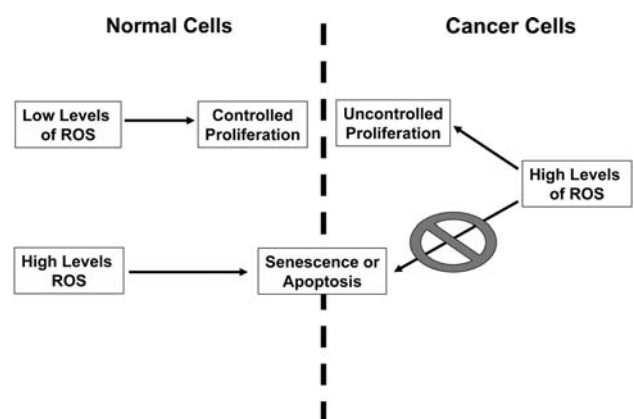 Normal Cells
Cancer Cells
Low Levels
of ROS
Controlled
Proliferation
Uncontrolled
Proliferation
High Levels
of ROS
High Levels
ROS
Senescence or
Apoptosis